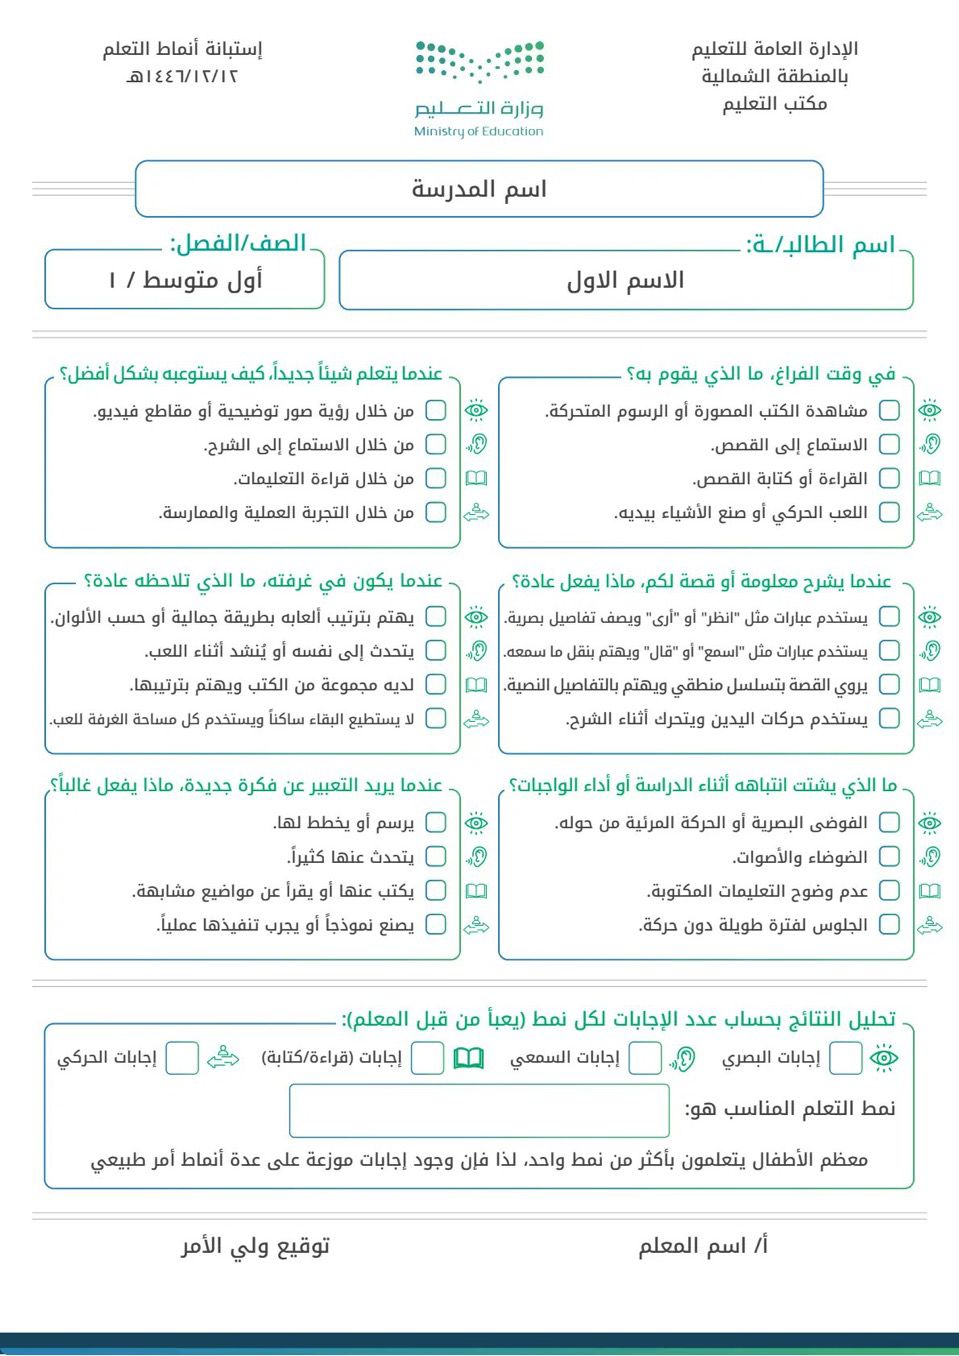 الإدارة العامة للتعليم
بالمنطقة الشمالية
مكتب التعليم
وزارة التعـــليم
Ministry of Education
إستبانة أنماط التعلم
١٤٤٦/١٢/١٢هـ
اسم المدرسة
اسم الطالبـ/ـة:
الاسم الاول
الصف/الفصل:
أول متوسط / ١
في وقت الفراغ، ما الذي يقوم به؟
مشاهدة الكتب المصورة أو الرسوم المتحركة.
الاستماع إلى القصص.
القراءة أو كتابة القصص.
اللعب الحركي أو صنع الأشياء بيديه.
عندما يتعلم شيئاً جديداً، كيف يستوعبه بشكل أفضل؟
من خلال رؤية صور توضيحية أو مقاطع فيديو.
من خلال الاستماع إلى الشرح.
من خلال قراءة التعليمات.
من خلال التجربة العملية والممارسة.
عندما يشرح معلومة أو قصة لكم، ماذا يفعل عادة؟
يستخدم عبارات مثل "انظر" أو "أرى" ويصف تفاصيل بصرية.
يستخدم عبارات مثل "اسمع" أو "قال" ويهتم بنقل ما سمعه.
يروي القصة بتسلسل منطقي ويهتم بالتفاصيل النصية.
يستخدم حركات اليدين ويتحرك أثناء الشرح.
عندما يكون في غرفته، ما الذي تلاحظه عادة؟
يهتم بترتيب ألعابه بطريقة جمالية أو حسب الألوان.
يتحدث إلى نفسه أو يُنشد أثناء اللعب.
لديه مجموعة من الكتب ويهتم بترتيبها.
لا يستطيع البقاء ساكناً ويستخدم كل مساحة الغرفة للعب.
ما الذي يشتت انتباهه أثناء الدراسة أو أداء الواجبات؟
الفوضى البصرية أو الحركة المرئية من حوله.
الضوضاء والأصوات.
عدم وضوح التعليمات المكتوبة.
الجلوس لفترة طويلة دون حركة.
عندما يريد التعبير عن فكرة جديدة، ماذا يفعل غالباً؟
يرسم أو يخطط لها.
يتحدث عنها كثيراً.
يكتب عنها أو يقرأ عن مواضيع مشابهة.
يصنع نموذجاً أو يجرب تنفيذها عملياً.
تحليل النتائج بحساب عدد الإجابات لكل نمط (يعبأ من قبل المعلم):
إجابات البصري
إجابات السمعي
إجابات (قراءة/كتابة)
إجابات الحركي
نمط التعلم المناسب هو:
معظم الأطفال يتعلمون بأكثر من نمط واحد، لذا فإن وجود إجابات موزعة على عدة أنماط أمر طبيعي
أ/ اسم المعلم
توقيع ولي الأمر